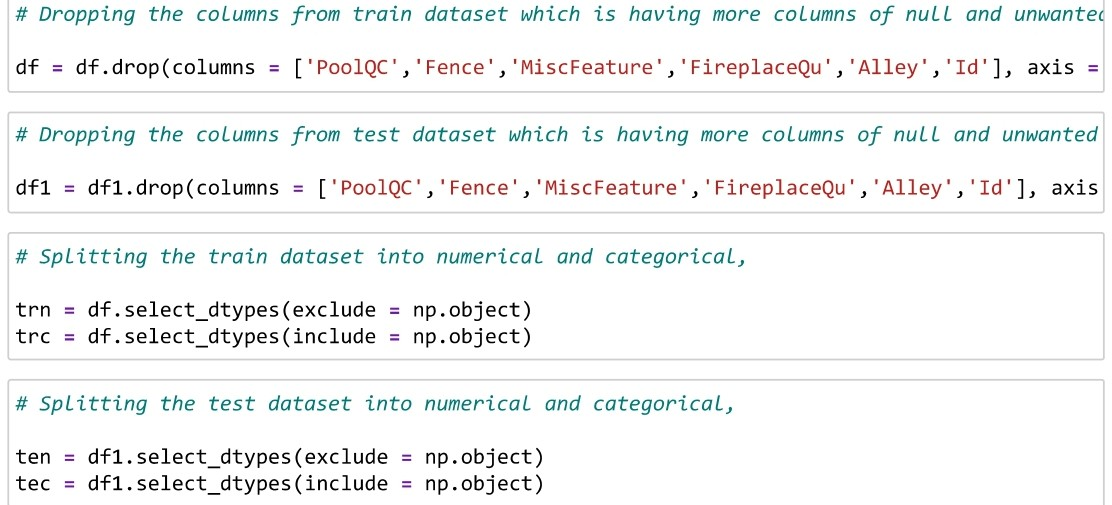 # Dropping the columns from train dataset which is having more columns of null and unwanted
df = df.drop(columns = ['PoolQC','Fence','MiscFeature','FireplaceQu','Alley','Id'], axis =
# Dropping the columns from test dataset which is having more columns of null and unwanted
df1 = df1.drop(columns = ['PoolQC','Fence','MiscFeature','FireplaceQu','Alley','Id'], axis
# Splitting the train dataset into numerical and categorical,
trn = df.select_dtypes(exclude = np.object)
trc = df.select_dtypes(include = np.object)
# Splitting the test dataset into numerical and categorical,
ten = df1.select_dtypes(exclude = np.object)
tec = df1.select_dtypes(include = np.object)